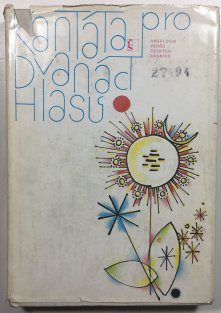 Kantáta pro
Dvanáct
Hlasů
ANTOLOGIE
VERŠŮ
ČESKÝCH
BÁSNÍKŮ
27194